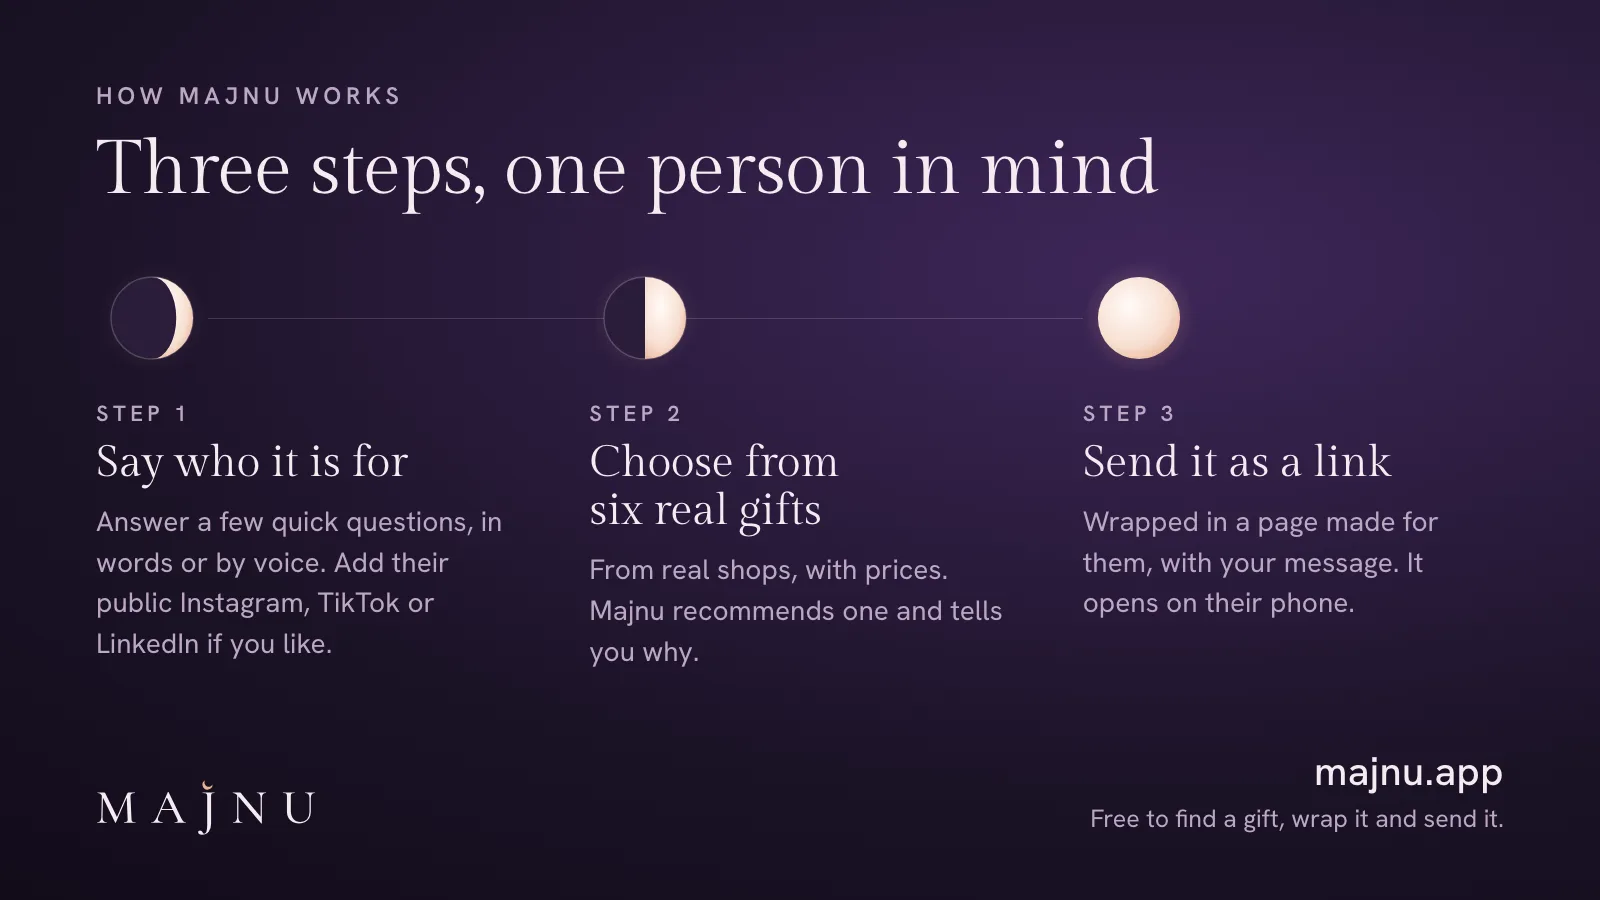 HOW MAJNU WORKS
Three steps, one person in mind
STEP 1
Say who it is for
Answer a few quick questions, in
words or by voice. Add their
public Instagram, TikTok or
LinkedIn if you like.
STEP 2
Choose from
six real gifts
From real shops, with prices.
Majnu recommends one and tells
you why.
STEP 3
Send it as a link
Wrapped in a page made for
them, with your message. It
opens on their phone.
MAJNU
majnu.app
Free to find a gift, wrap it and send it.